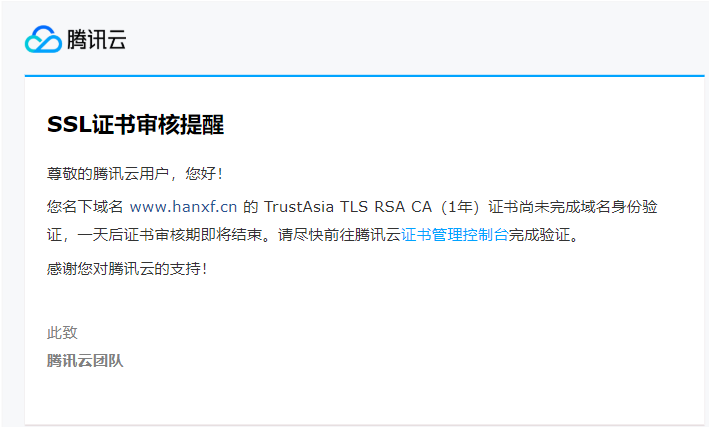 腾讯云
SSL证书审核提醒
尊敬的腾讯云用户，您好！
您名下域名 www.hanxf.cn 的 TrustAsia TLS RSA CA（1年）证书尚未完成域名身份验
证，一天后证书审核期即将结束。请尽快前往腾讯云证书管理控制台完成验证。
感谢您对腾讯云的支持！
此致
腾讯云团队